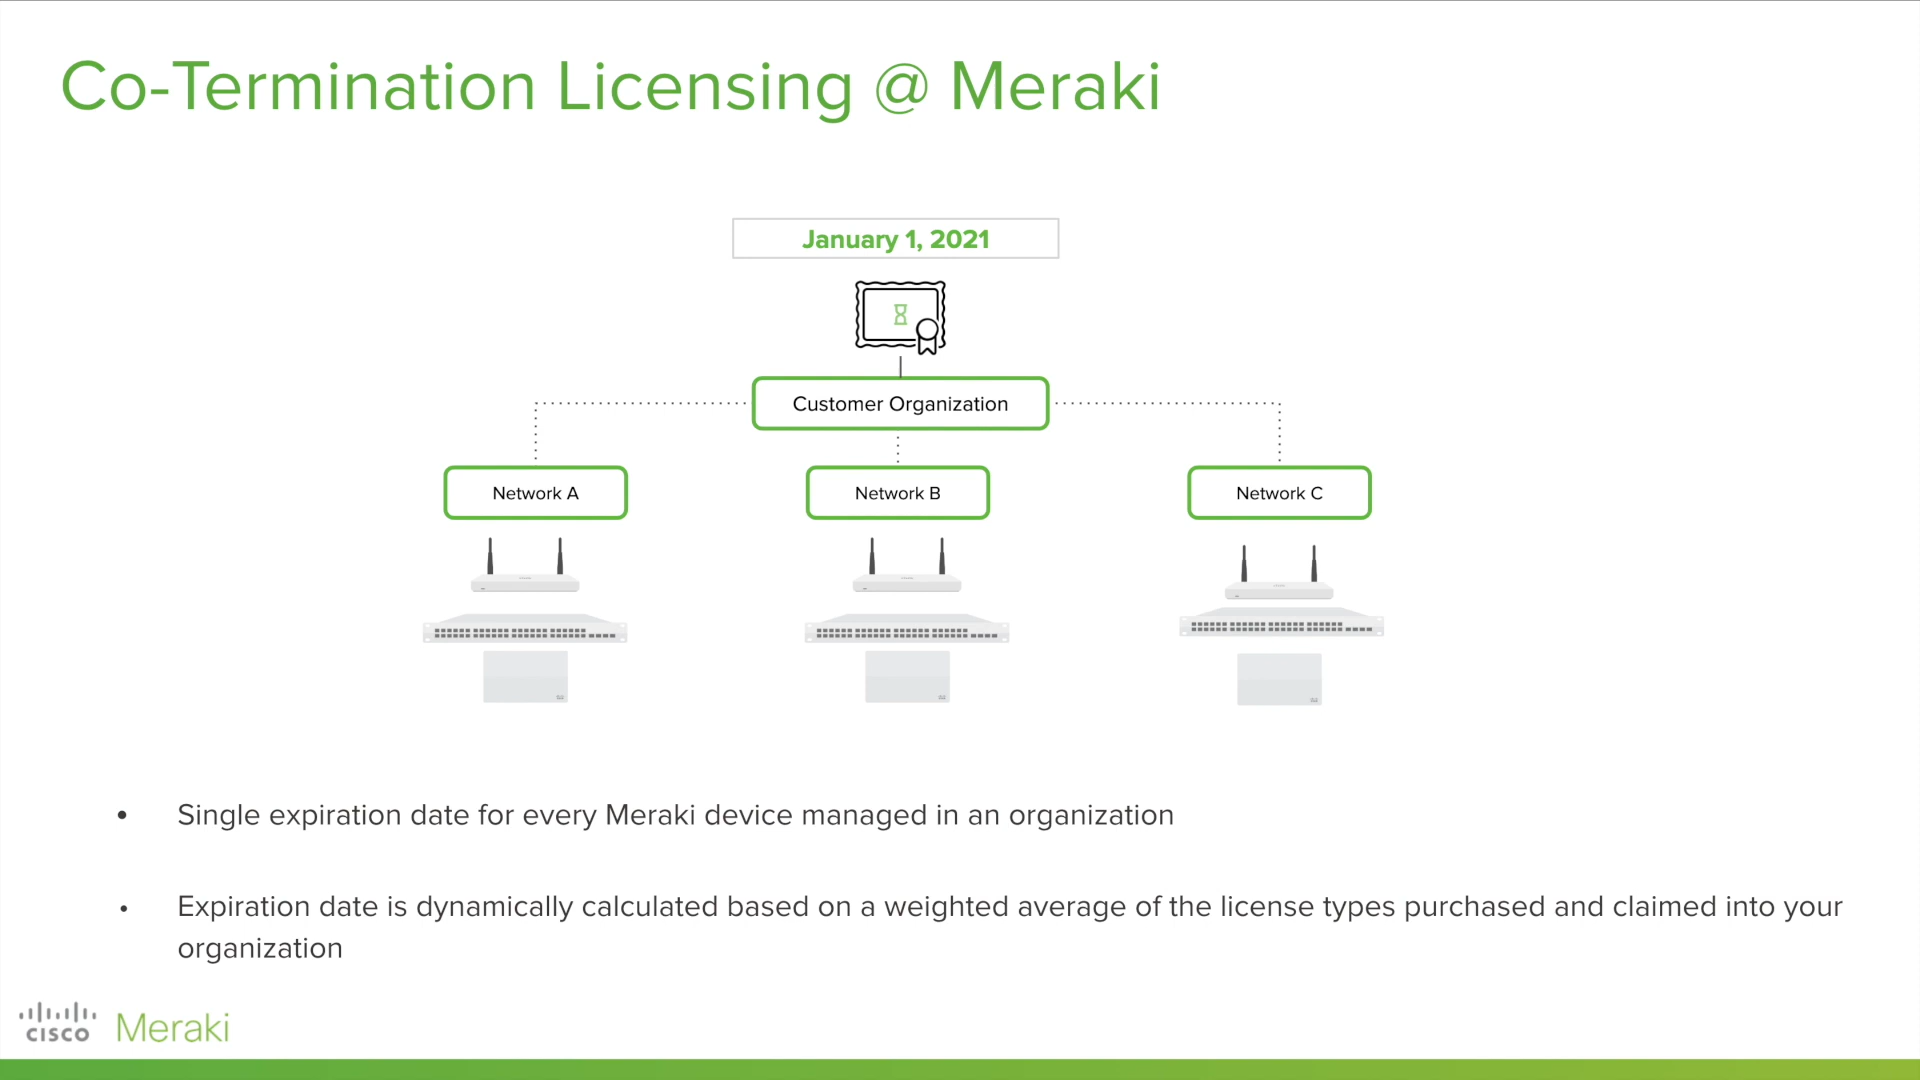 Co-Termination Licensing @ Meraki
January 1, 2021
Customer Organization
Network A
Network B
Network C
• Single expiration date for every Meraki device managed in an organization
• Expiration date is dynamically calculated based on a weighted average of the license types purchased and claimed into your
organization
CISCO Meraki